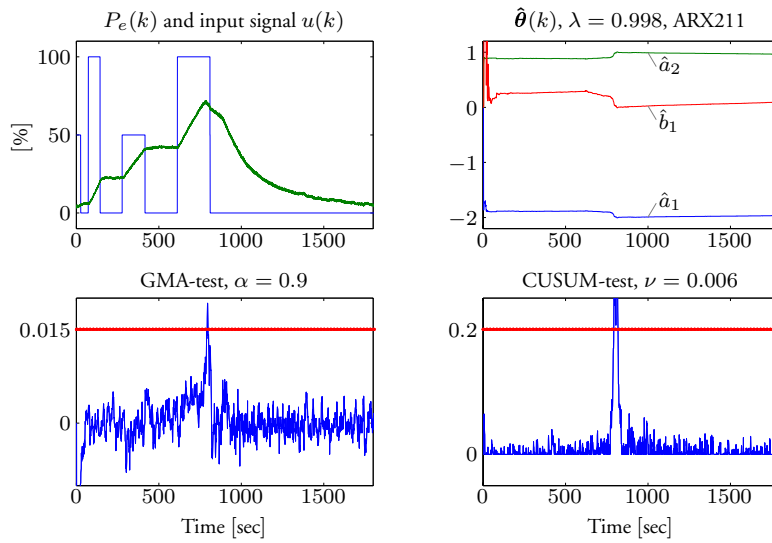 P_e(k) and input signal u(k)
100
50
0
[%]
0 500 1000 1500
θ̂(k), λ = 0.998, ARX211
1
0
−1
−2
â_2
b̂_1
â_1
0 500 1000 1500
GMA-test, α = 0.9
0.015
0
0 500 1000 1500
Time [sec]
CUSUM-test, ν = 0.006
0.2
0
0 500 1000 1500
Time [sec]